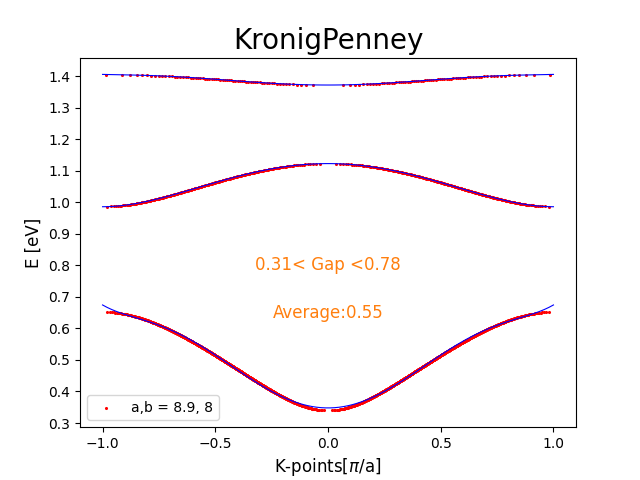 KronigPenney
E [eV]
1.4
1.3
1.2
1.1
1.0
0.9
0.8
0.7
0.6
0.5
0.4
0.3
0.31< Gap <0.78
Average:0.55
a,b = 8.9, 8
−1.0 −0.5 0.0 0.5 1.0
K-points[π/a]